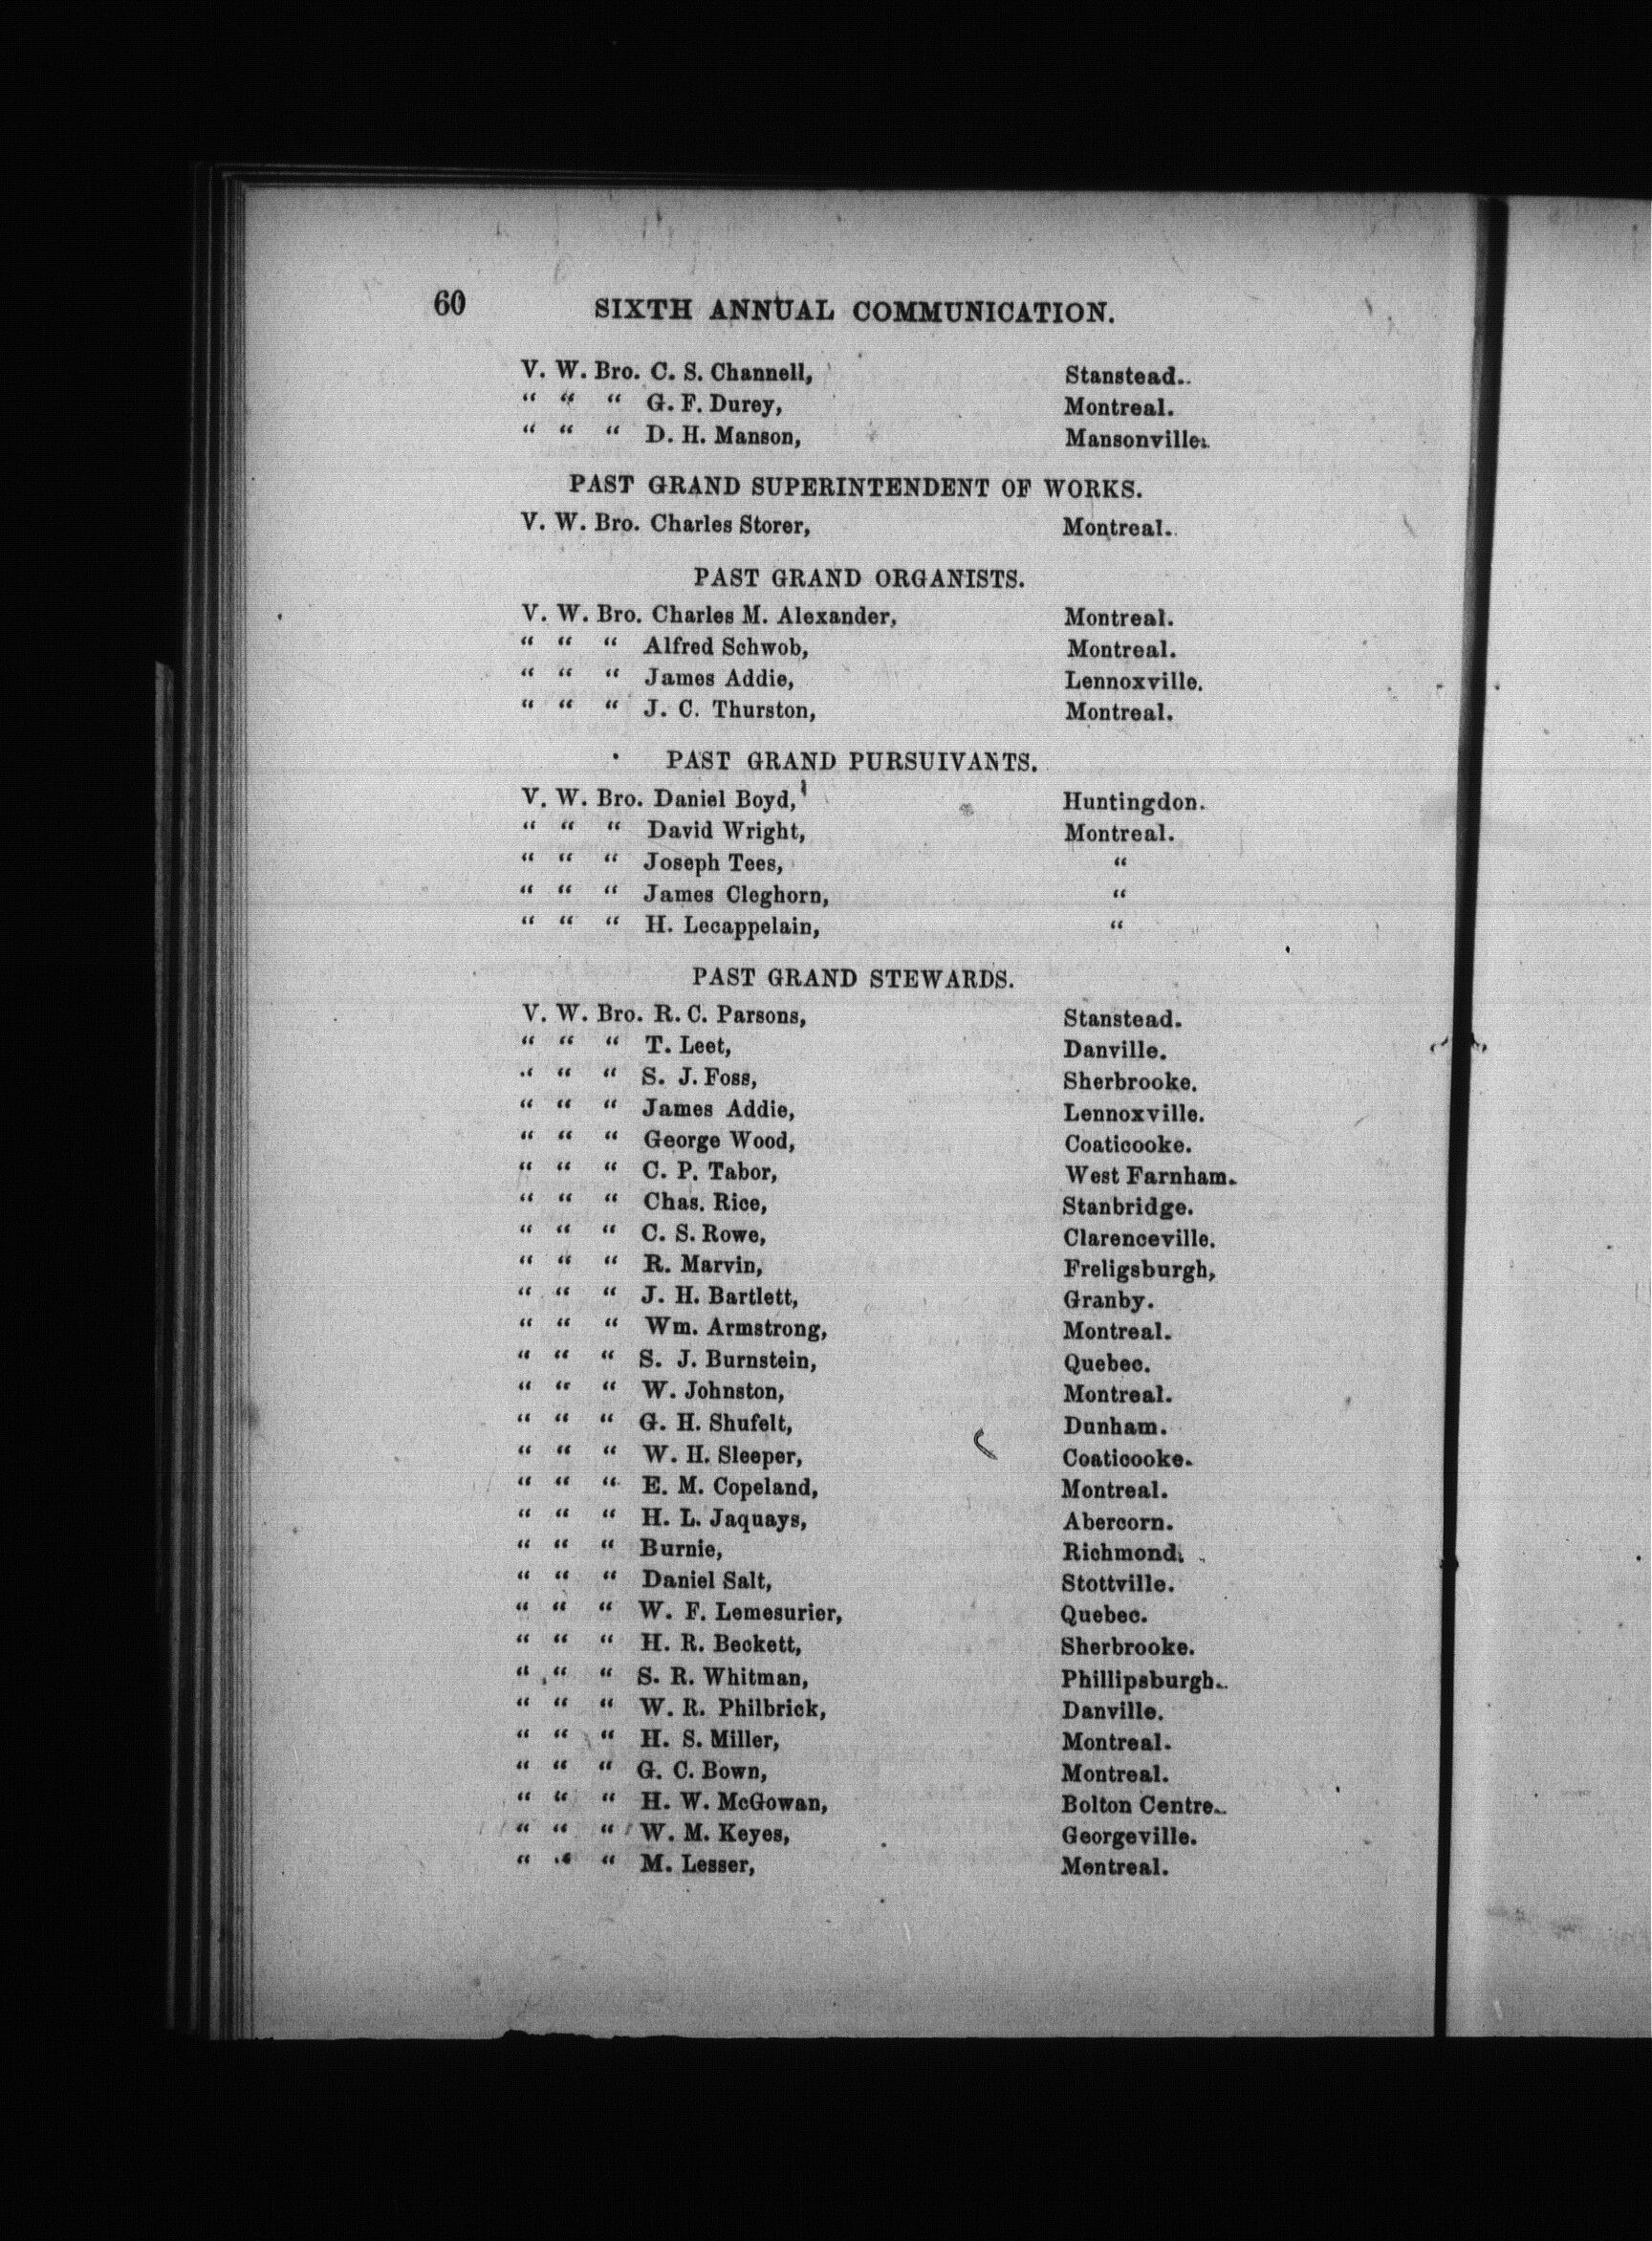 60 SIXTH ANNUAL COMMUNICATION.
V. W. Bro. C. S. Channell, Stanstead.
“ “ “ G. F. Durey, Montreal.
“ “ “ D. H. Manson, Mansonville.
PAST GRAND SUPERINTENDENT OF WORKS.
V. W. Bro. Charles Storer, Montreal.
PAST GRAND ORGANISTS.
V. W. Bro. Charles M. Alexander, Montreal.
“ “ “ Alfred Schwob, Montreal.
“ “ “ James Addie, Lennoxville.
“ “ “ J. C. Thurston, Montreal.
PAST GRAND PURSUIVANTS.
V. W. Bro. Daniel Boyd, Huntingdon.
“ “ “ David Wright, Montreal.
“ “ “ Joseph Tees, “
“ “ “ James Cleghorn, “
“ “ “ H. Lecappelain, “
PAST GRAND STEWARDS.
V. W. Bro. R. C. Parsons, Stanstead.
“ “ “ T. Leet, Danville.
“ “ “ S. J. Foss, Sherbrooke.
“ “ “ James Addie, Lennoxville.
“ “ “ George Wood, Coaticooke.
“ “ “ C. P. Tabor, West Farnham.
“ “ “ Chas. Rice, Stanbridge.
“ “ “ C. S. Rowe, Clarenceville.
“ “ “ R. Marvin, Freligsburgh,
“ “ “ J. H. Bartlett, Granby.
“ “ “ Wm. Armstrong, Montreal.
“ “ “ S. J. Burnstein, Quebec.
“ “ “ W. Johnston, Montreal.
“ “ “ G. H. Shufelt, Dunham.
“ “ “ W. H. Sleeper, Coaticooke.
“ “ “ E. M. Copeland, Montreal.
“ “ “ H. L. Jaquays, Abercorn.
“ “ “ Burnie, Richmond.
“ “ “ Daniel Salt, Stottville.
“ “ “ W. F. Lemesurier, Quebec.
“ “ “ H. R. Beckett, Sherbrooke.
“ “ “ S. R. Whitman, Phillipsburgh.
“ “ “ W. R. Philbrick, Danville.
“ “ “ H. S. Miller, Montreal.
“ “ “ G. C. Bown, Montreal.
“ “ “ H. W. McGowan, Bolton Centre.
“ “ “ W. M. Keyes, Georgeville.
“ “ “ M. Lesser, Montreal.